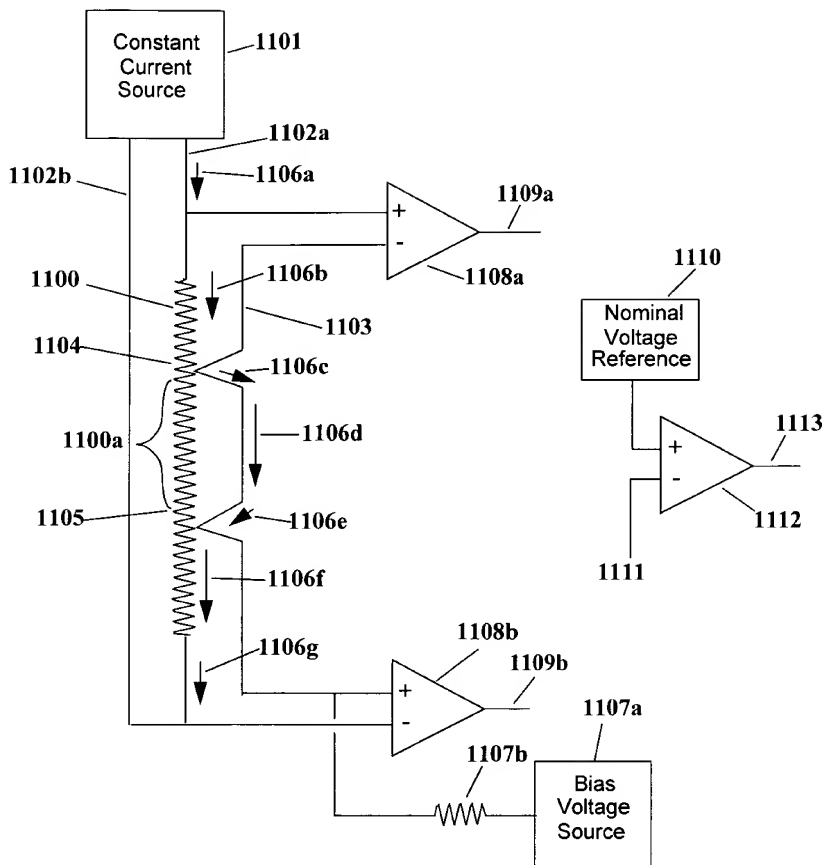 Constant
Current
Source
1101
1102a
1102b
1106a
1109a
+
-
1108a
1100
1106b
1103
1110
Nominal
Voltage
Reference
1104
1106c
1100a
1106d
1113
+
-
1105
1106e
1112
1111
1106f
1108b
1106g
1109b
+
-
1107a
1107b
Bias
Voltage
Source